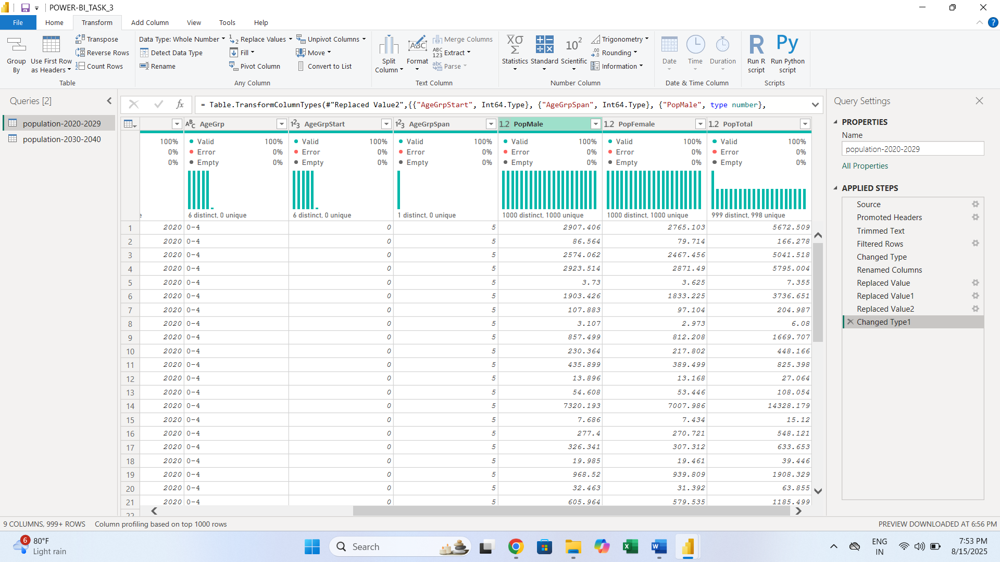 POWER-BI_TASK_3
File Home Transform Add Column View Tools Help
Group By
Use First Row as Headers
Transpose
Reverse Rows
Count Rows
Table
Data Type: Whole Number
Detect Data Type
Rename
Replace Values
Fill
Pivot Column
Unpivot Columns
Move
Convert to List
Any Column
Split Column
Format
ABC
Merge Columns
ABC 123 Extract
abc Parse
Text Column
Statistics
Standard
10² Scientific
Trigonometry
.00 Rounding
Information
Number Column
Date
Time
Duration
Date & Time Column
R
Run R script
Py
Run Python script
Scripts
Queries [2]
population-2020-2029
population-2030-2040
fx = Table.TransformColumnTypes(#"Replaced Value2",{{"AgeGrpStart", Int64.Type}, {"AgeGrpSpan", Int64.Type}, {"PopMale", type number},
ABC AgeGrp 123 AgeGrpStart 123 AgeGrpSpan 1.2 PopMale 1.2 PopFemale 1.2 PopTotal
100% Valid 100% Valid 100% Valid 100% Valid 100% Valid 100% Valid 100%
0% Error 0% Error 0% Error 0% Error 0% Error 0% Error 0%
0% Empty 0% Empty 0% Empty 0% Empty 0% Empty 0% Empty 0%
6 distinct, 0 unique 6 distinct, 0 unique 1 distinct, 0 unique 1000 distinct, 1000 unique 1000 distinct, 1000 unique 999 distinct, 998 unique
1 2020 0-4 0 5 2907.406 2765.103 5672.509
2 2020 0-4 0 5 86.564 79.714 166.278
3 2020 0-4 0 5 2574.062 2467.456 5041.518
4 2020 0-4 0 5 2923.514 2871.49 5795.004
5 2020 0-4 0 5 3.73 3.625 7.355
6 2020 0-4 0 5 1903.426 1833.225 3736.651
7 2020 0-4 0 5 107.883 97.104 204.987
8 2020 0-4 0 5 3.107 2.973 6.08
9 2020 0-4 0 5 857.499 812.208 1669.707
10 2020 0-4 0 5 230.364 217.802 448.166
11 2020 0-4 0 5 435.899 389.499 825.398
12 2020 0-4 0 5 13.896 13.168 27.064
13 2020 0-4 0 5 54.608 53.446 108.054
14 2020 0-4 0 5 7320.193 7007.986 14328.179
15 2020 0-4 0 5 7.686 7.434 15.12
16 2020 0-4 0 5 277.4 270.721 548.121
17 2020 0-4 0 5 326.341 307.312 633.653
18 2020 0-4 0 5 19.985 19.461 39.446
19 2020 0-4 0 5 968.52 939.809 1908.329
20 2020 0-4 0 5 32.463 31.392 63.855
21 2020 0-4 0 5 605.964 579.535 1185.499
22
Query Settings
PROPERTIES
Name
population-2020-2029
All Properties
APPLIED STEPS
Source
Promoted Headers
Trimmed Text
Filtered Rows
Changed Type
Renamed Columns
Replaced Value
Replaced Value1
Replaced Value2
Changed Type1
9 COLUMNS, 999+ ROWS Column profiling based on top 1000 rows PREVIEW DOWNLOADED AT 6:56 PM
6
80°F
Light rain
Search
ENG
IN
7:53 PM
8/15/2025